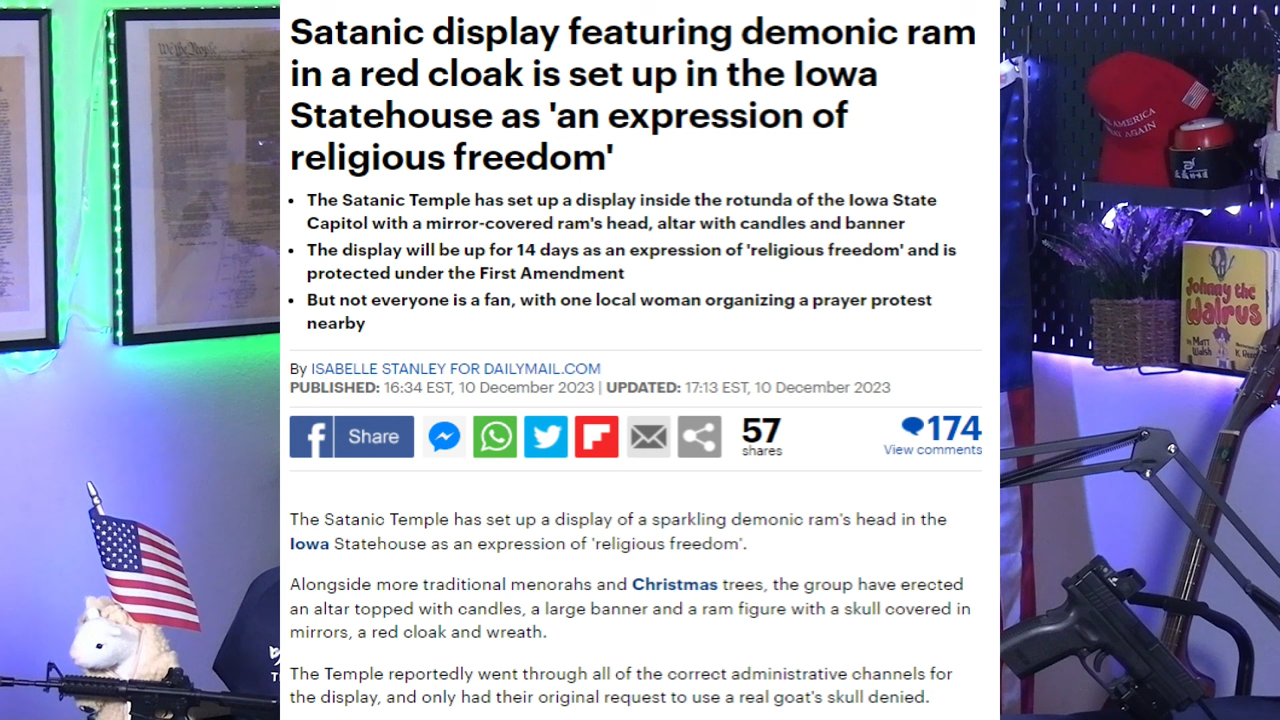 Satanic display featuring demonic ram
in a red cloak is set up in the Iowa
Statehouse as 'an expression of
religious freedom'
• The Satanic Temple has set up a display inside the rotunda of the Iowa State
Capitol with a mirror-covered ram's head, altar with candles and banner
• The display will be up for 14 days as an expression of 'religious freedom' and is
protected under the First Amendment
• But not everyone is a fan, with one local woman organizing a prayer protest
nearby
By ISABELLE STANLEY FOR DAILYMAIL.COM
PUBLISHED: 16:34 EST, 10 December 2023 | UPDATED: 17:13 EST, 10 December 2023
f Share
57
shares
174
View comments
The Satanic Temple has set up a display of a sparkling demonic ram's head in the
Iowa Statehouse as an expression of 'religious freedom'.
Alongside more traditional menorahs and Christmas trees, the group have erected
an altar topped with candles, a large banner and a ram figure with a skull covered in
mirrors, a red cloak and wreath.
The Temple reportedly went through all of the correct administrative channels for
the display, and only had their original request to use a real goat's skull denied.
We the People
AMERICA
AGAIN
Johnny the
Walrus
Matt
Walsh